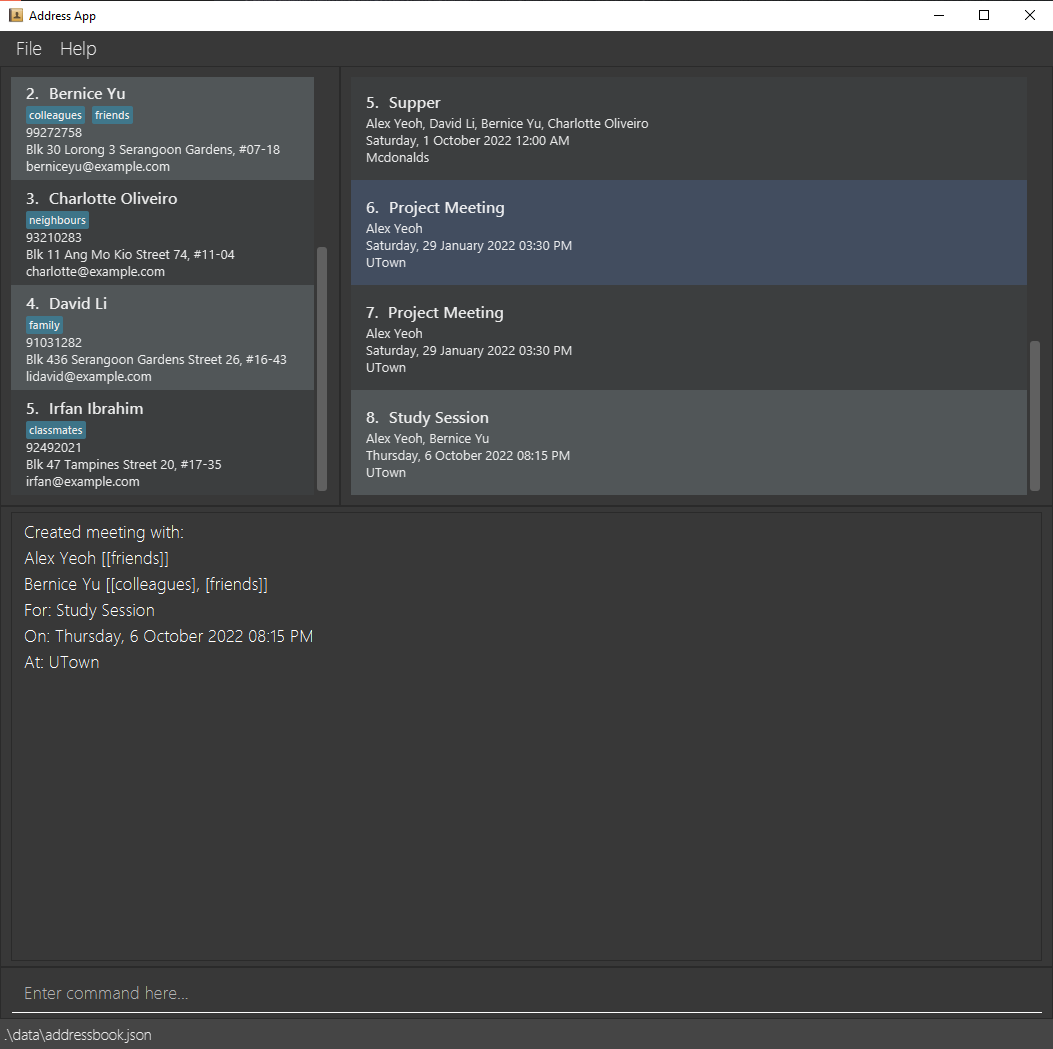 Address App
File Help
2. Bernice Yu
colleagues friends
99272758
Blk 30 Lorong 3 Serangoon Gardens, #07-18
berniceyu@example.com
3. Charlotte Oliveiro
neighbours
93210283
Blk 11 Ang Mo Kio Street 74, #11-04
charlotte@example.com
4. David Li
family
91031282
Blk 436 Serangoon Gardens Street 26, #16-43
lidavid@example.com
5. Irfan Ibrahim
classmates
92492021
Blk 47 Tampines Street 20, #17-35
irfan@example.com
5. Supper
Alex Yeoh, David Li, Bernice Yu, Charlotte Oliveiro
Saturday, 1 October 2022 12:00 AM
Mcdonalds
6. Project Meeting
Alex Yeoh
Saturday, 29 January 2022 03:30 PM
UTown
7. Project Meeting
Alex Yeoh
Saturday, 29 January 2022 03:30 PM
UTown
8. Study Session
Alex Yeoh, Bernice Yu
Thursday, 6 October 2022 08:15 PM
UTown
Created meeting with:
Alex Yeoh [[friends]]
Bernice Yu [[colleagues], [friends]]
For: Study Session
On: Thursday, 6 October 2022 08:15 PM
At: UTown
Enter command here...
.\data\addressbook.json